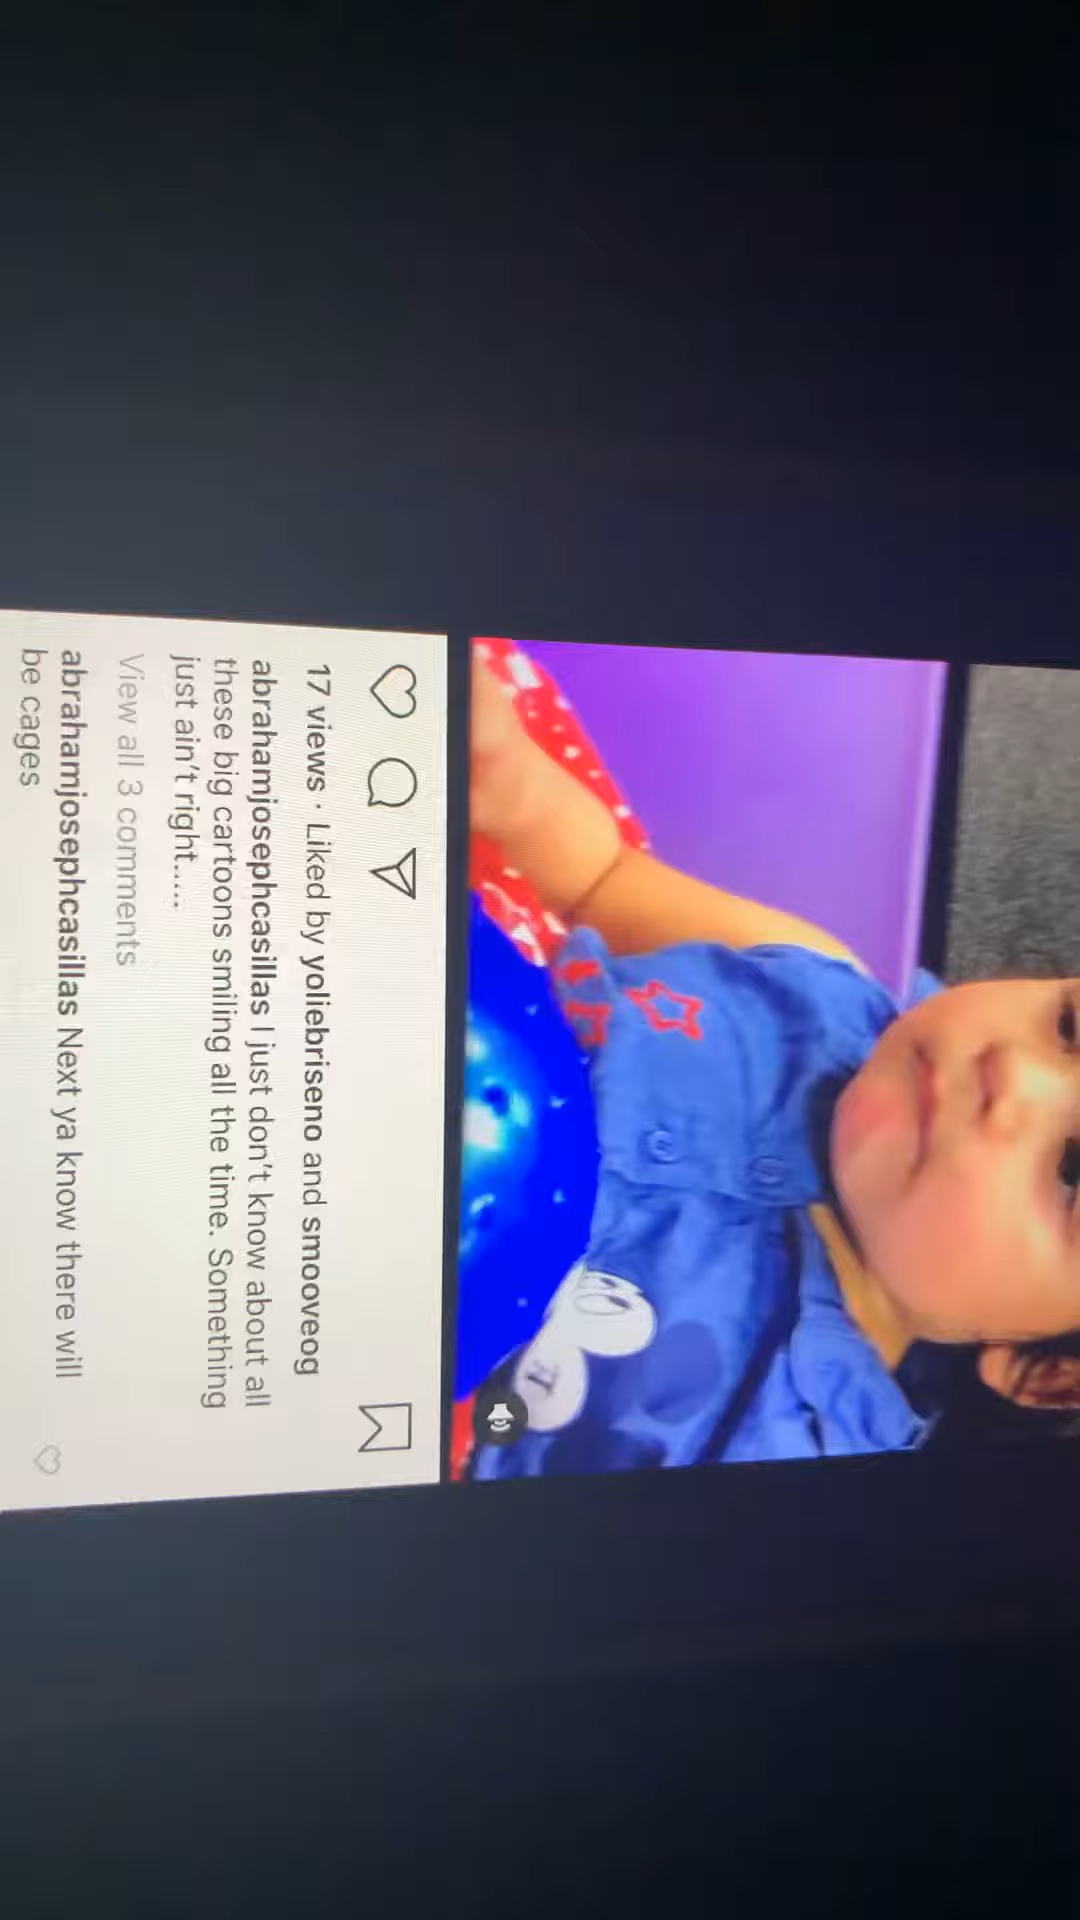 17 views · Liked by yoliebriseno and smooveog
abrahamjosephcasillas I just don't know about all
these big cartoons smiling all the time. Something
just ain't right.....
View all 3 comments
abrahamjosephcasillas Next ya know there will
be cages